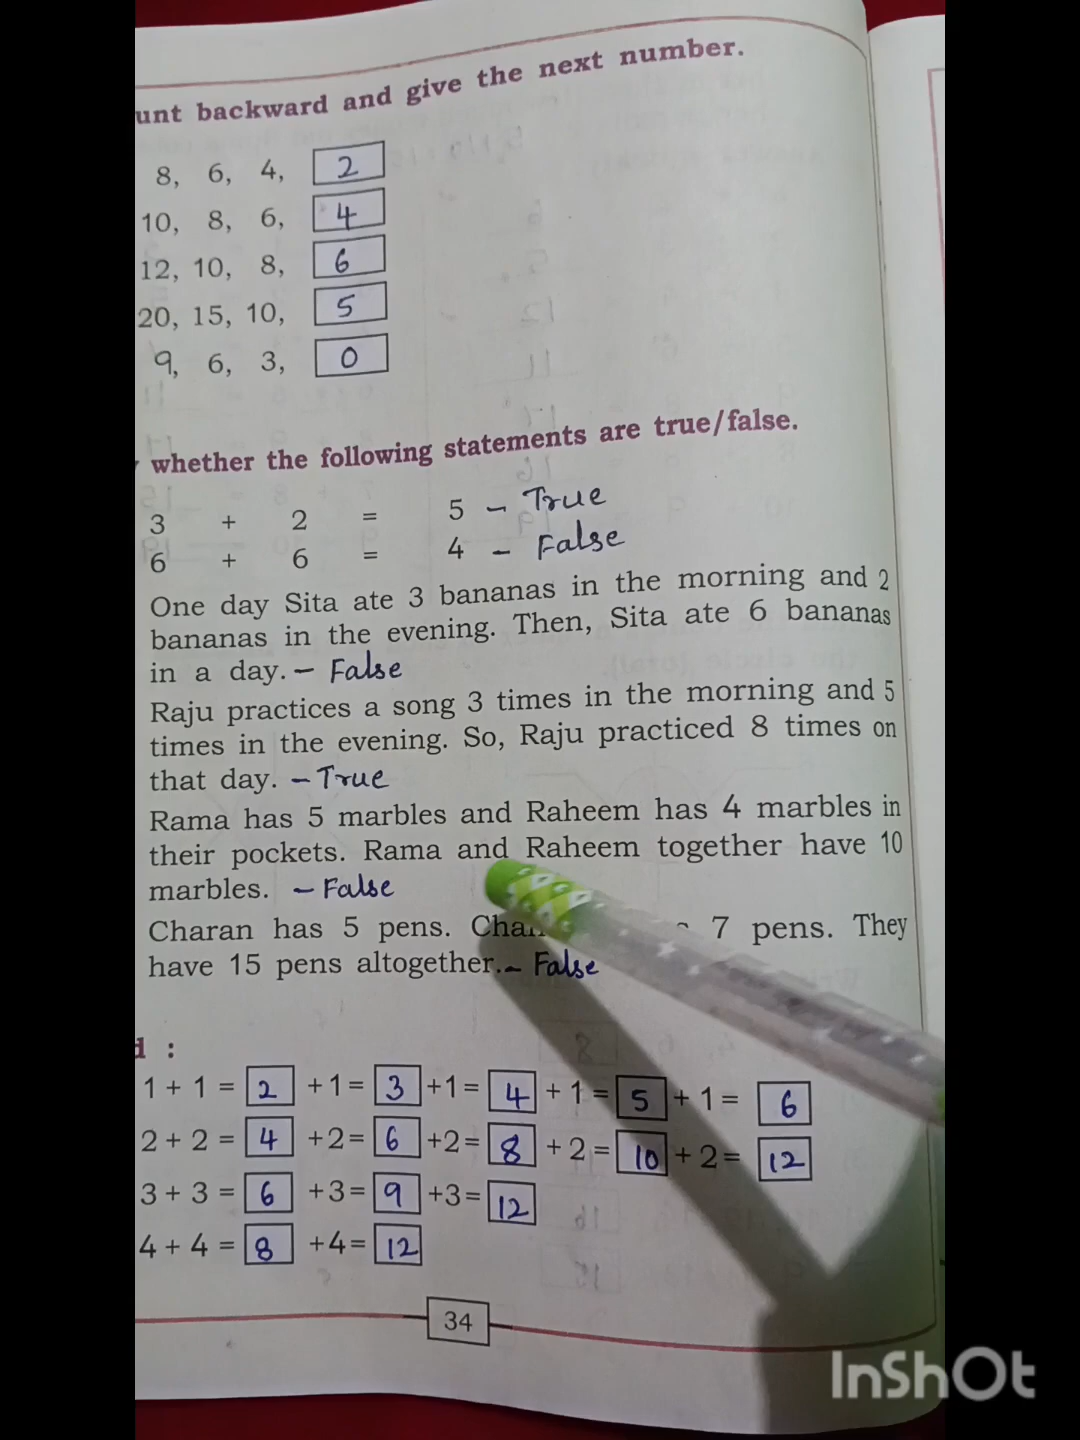 unt backward and give the next number.
8, 6, 4, 2
10, 8, 6, 4
12, 10, 8, 6
20, 15, 10, 5
9, 6, 3, 0
whether the following statements are true/false.
3 + 2 = 5 - True
6 + 6 = 4 - False
One day Sita ate 3 bananas in the morning and 2
bananas in the evening. Then, Sita ate 6 bananas
in a day. - False
Raju practices a song 3 times in the morning and 5
times in the evening. So, Raju practiced 8 times on
that day. - True
Rama has 5 marbles and Raheem has 4 marbles in
their pockets. Rama and Raheem together have 10
marbles. - False
Charan has 5 pens. 7 pens. They
have 15 pens altogether. - False
d :
1 + 1 = 2 +1= 3 +1= 4 + 1 = 5 + 1 = 6
2 + 2 = 4 +2= 6 +2= 8 + 2 = 10 + 2 = 12
3 + 3 = 6 +3= 9 +3= 12
4 + 4 = 8 +4= 12
34
InShOt